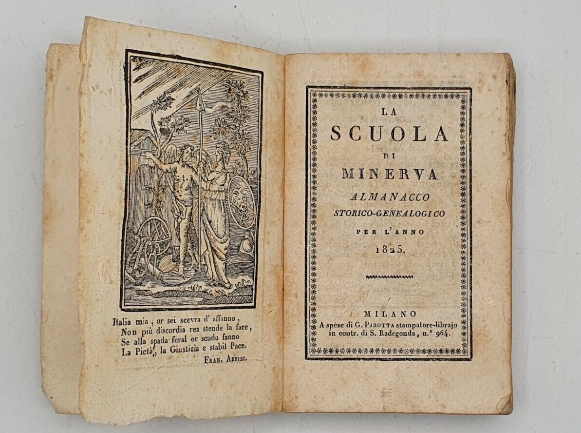 Italia mia, or sei scevra d' affanno,
Non più discordia rea stende la face,
Se alla spada feral or scudo fanno
La Pietà, la Giustizia e stabil Pace.
FRAN.
LA
SCUOLA
DI
MINERVA
ALMANACCO
STORICO-GENEALOGICO
PER L'ANNO
1825.
MILANO
A spese di G. PIROTTA stampatore-librajo
in contr. di S. Radegonda, n.° 964.